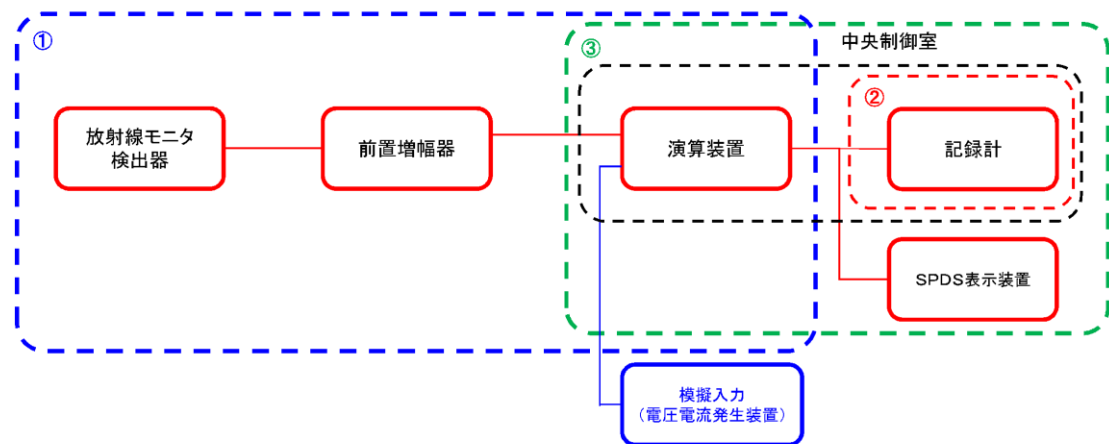 ①
③
中央制御室
②
放射線モニタ
検出器
前置増幅器
演算装置
記録計
SPDS表示装置
模擬入力
（電圧電流発生装置）